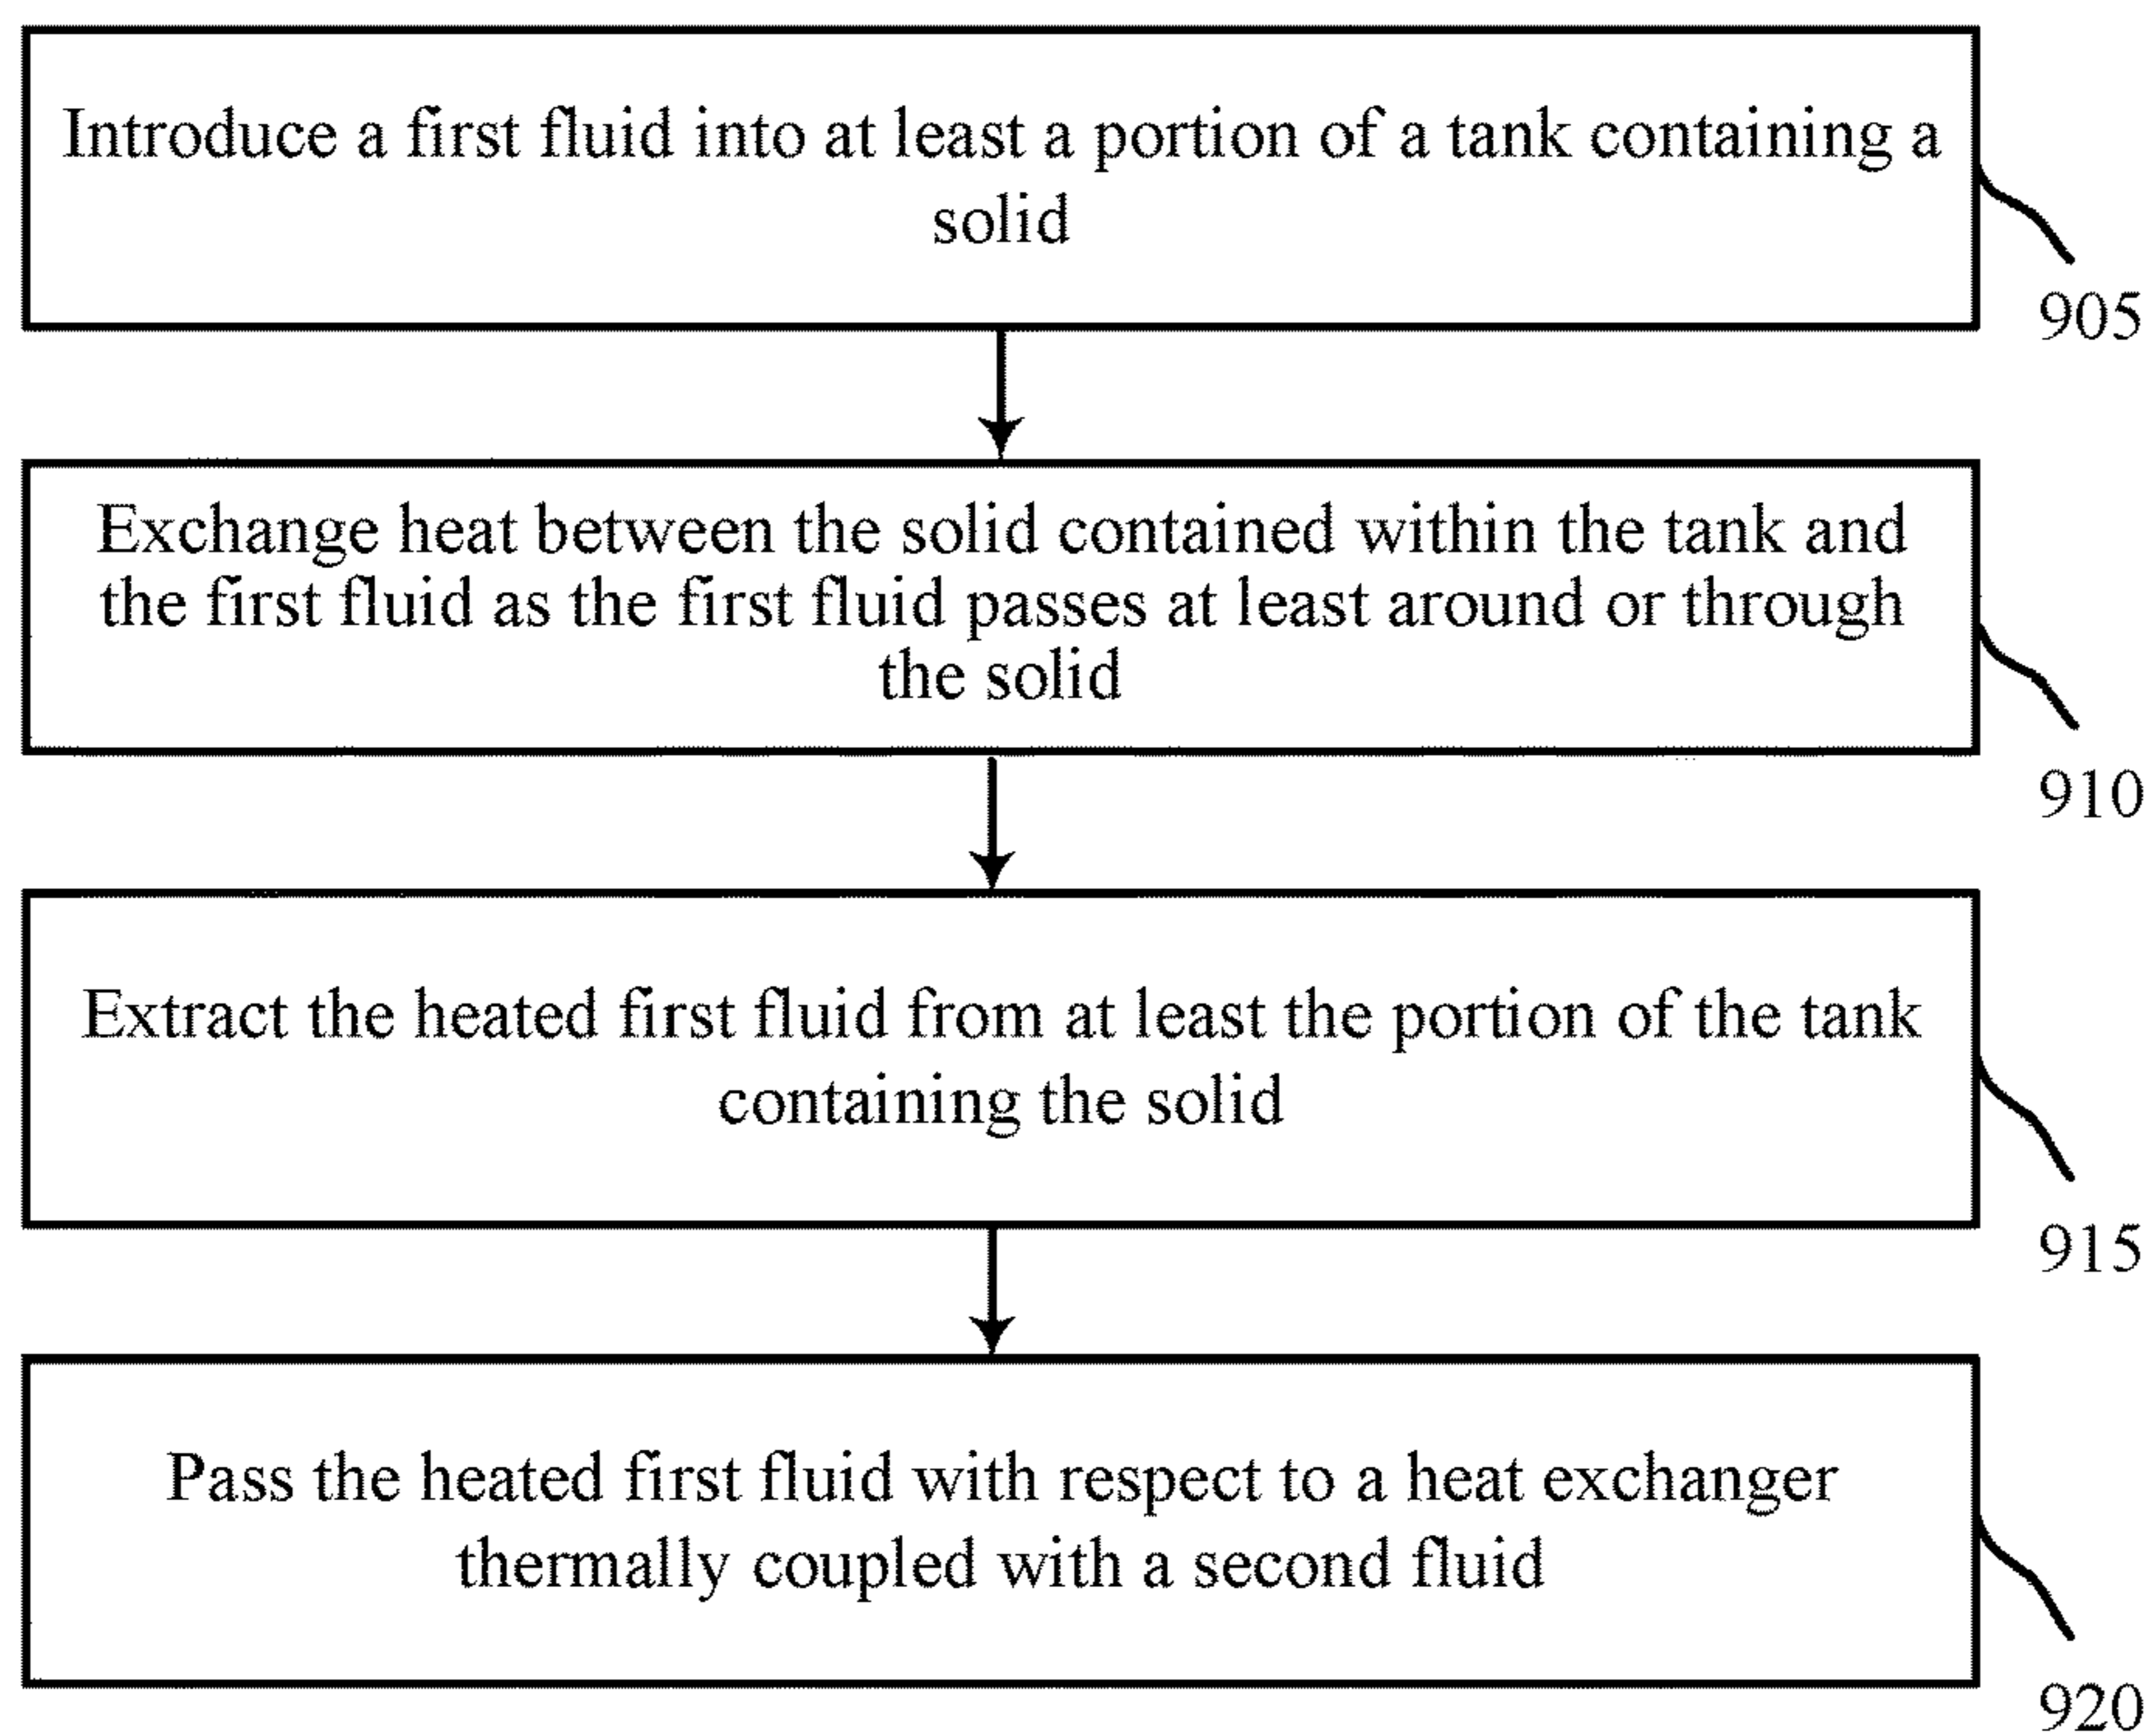 Introduce a first fluid into at least a portion of a tank containing a
solid
905
Exchange heat between the solid contained within the tank and
the first fluid as the first fluid passes at least around or through
the solid
910
Extract the heated first fluid from at least the portion of the tank
containing the solid
915
Pass the heated first fluid with respect to a heat exchanger
thermally coupled with a second fluid
920